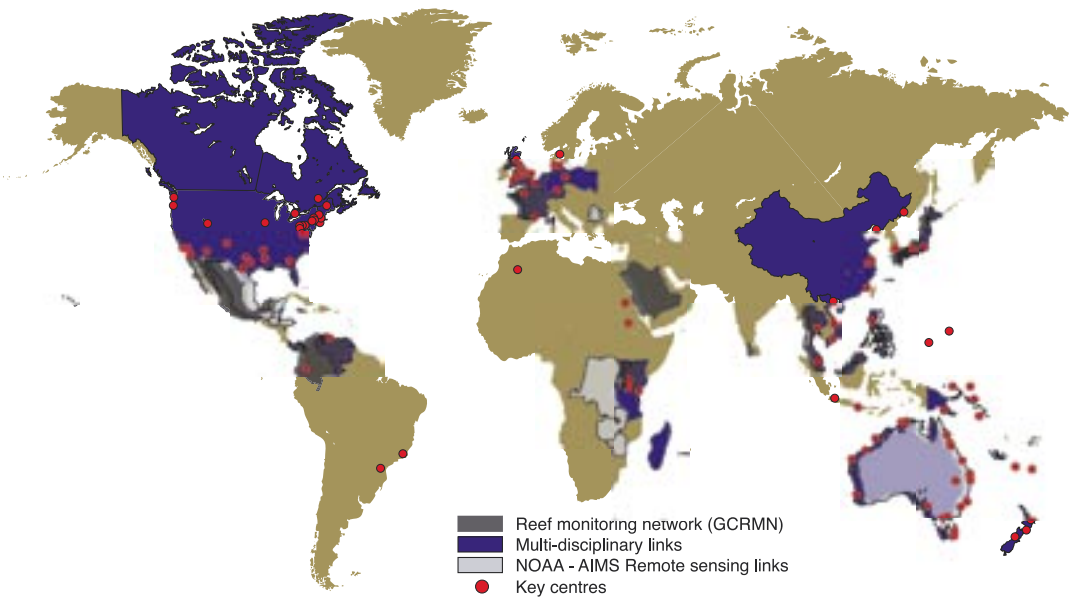 Reef monitoring network (GCRMN)
Multi-disciplinary links
NOAA - AIMS Remote sensing links
Key centres